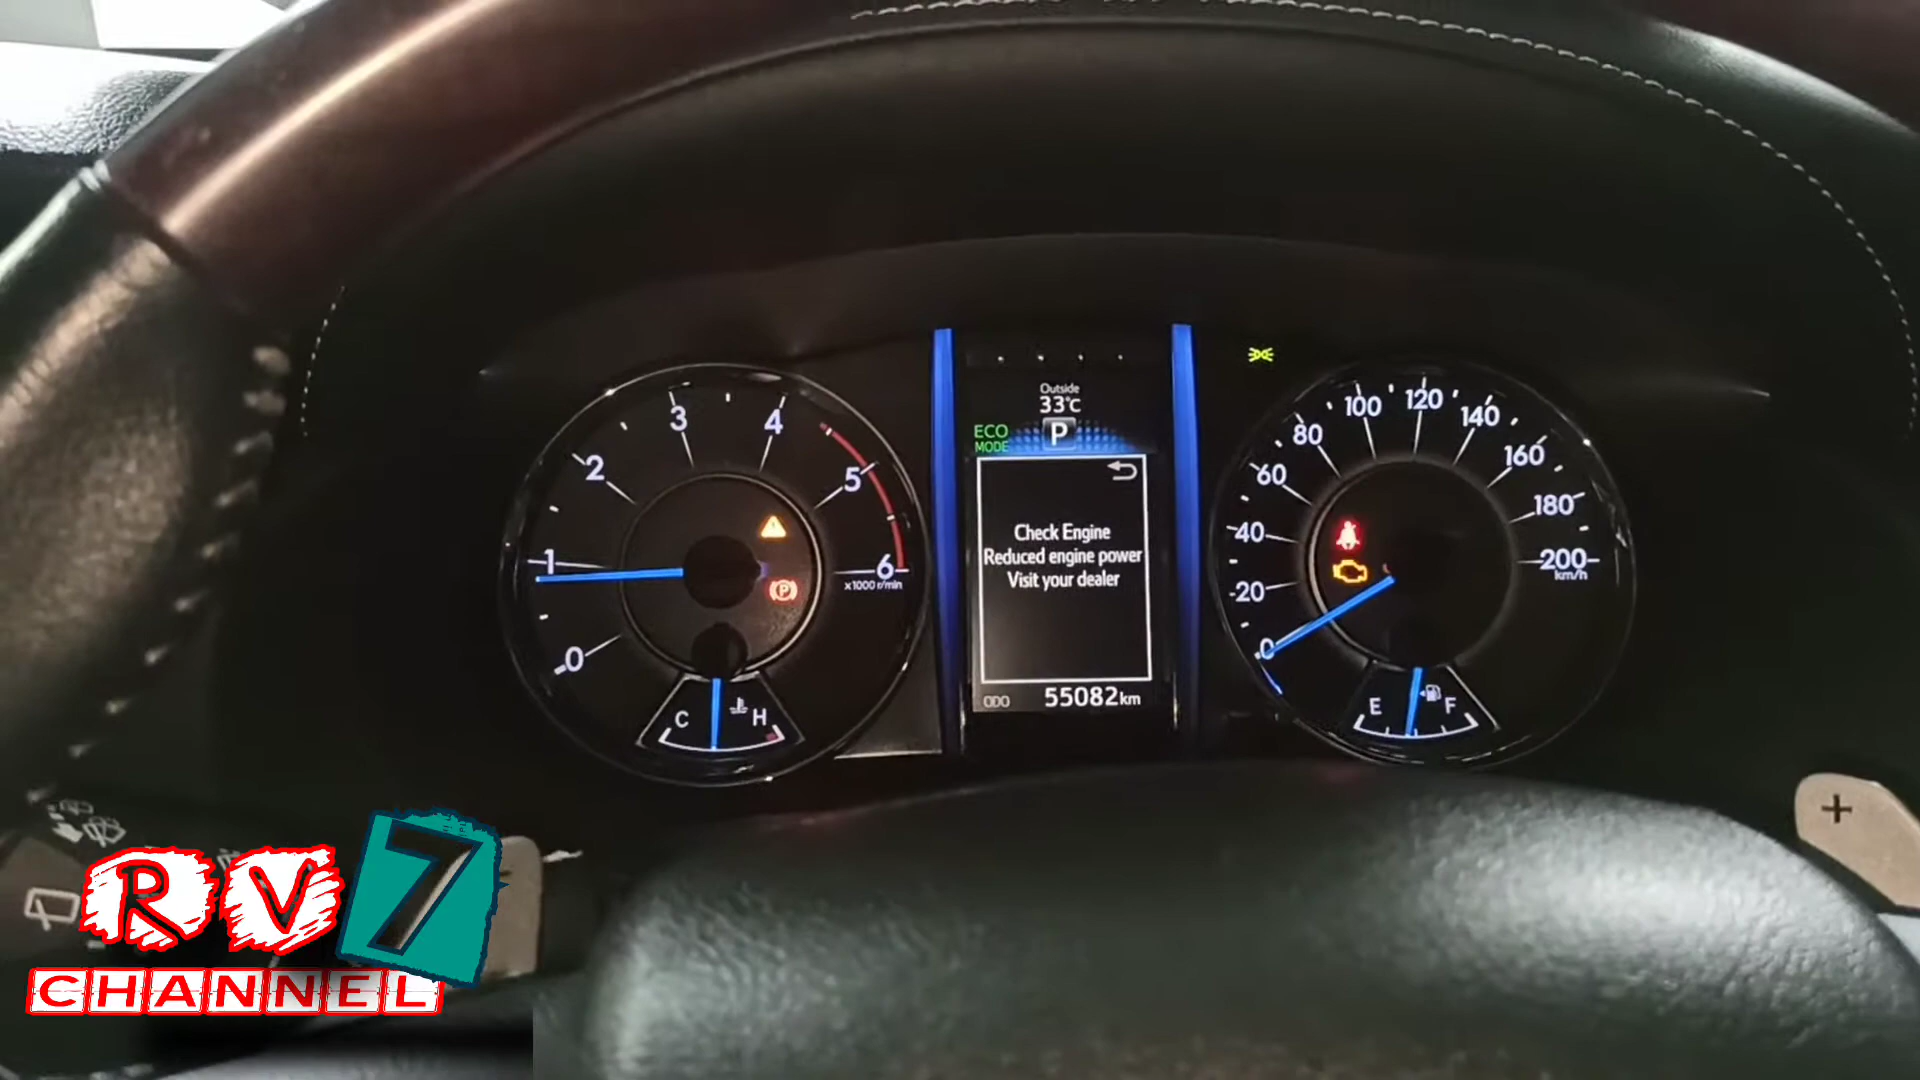 Outside
33°C
ECO
MODE
P
Check Engine
Reduced engine power
Visit your dealer
ODO 55082km
0
1
2
3
4
5
6
x1000 r/min
C H
0
20
40
60
80
100
120
140
160
180
200
km/h
E F
P
+
RV7
CHANNEL